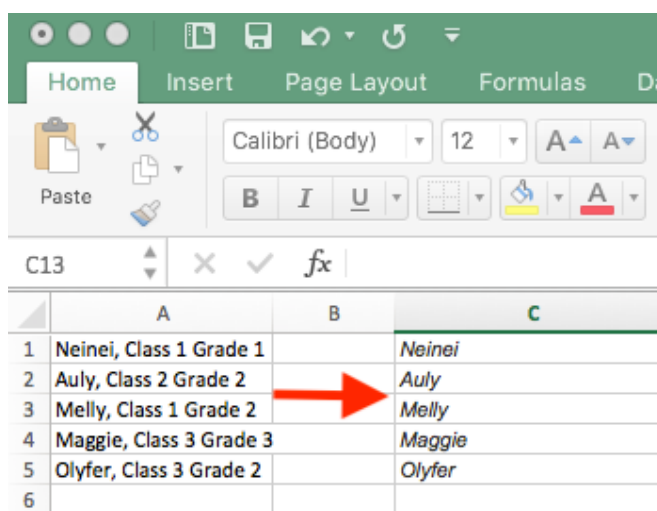 Home Insert Page Layout Formulas D
Paste Calibri (Body) 12 A A
B I U A
C13 fx
A B C
1 Neinei, Class 1 Grade 1 Neinei
2 Auly, Class 2 Grade 2 Auly
3 Melly, Class 1 Grade 2 Melly
4 Maggie, Class 3 Grade 3 Maggie
5 Olyfer, Class 3 Grade 2 Olyfer
6